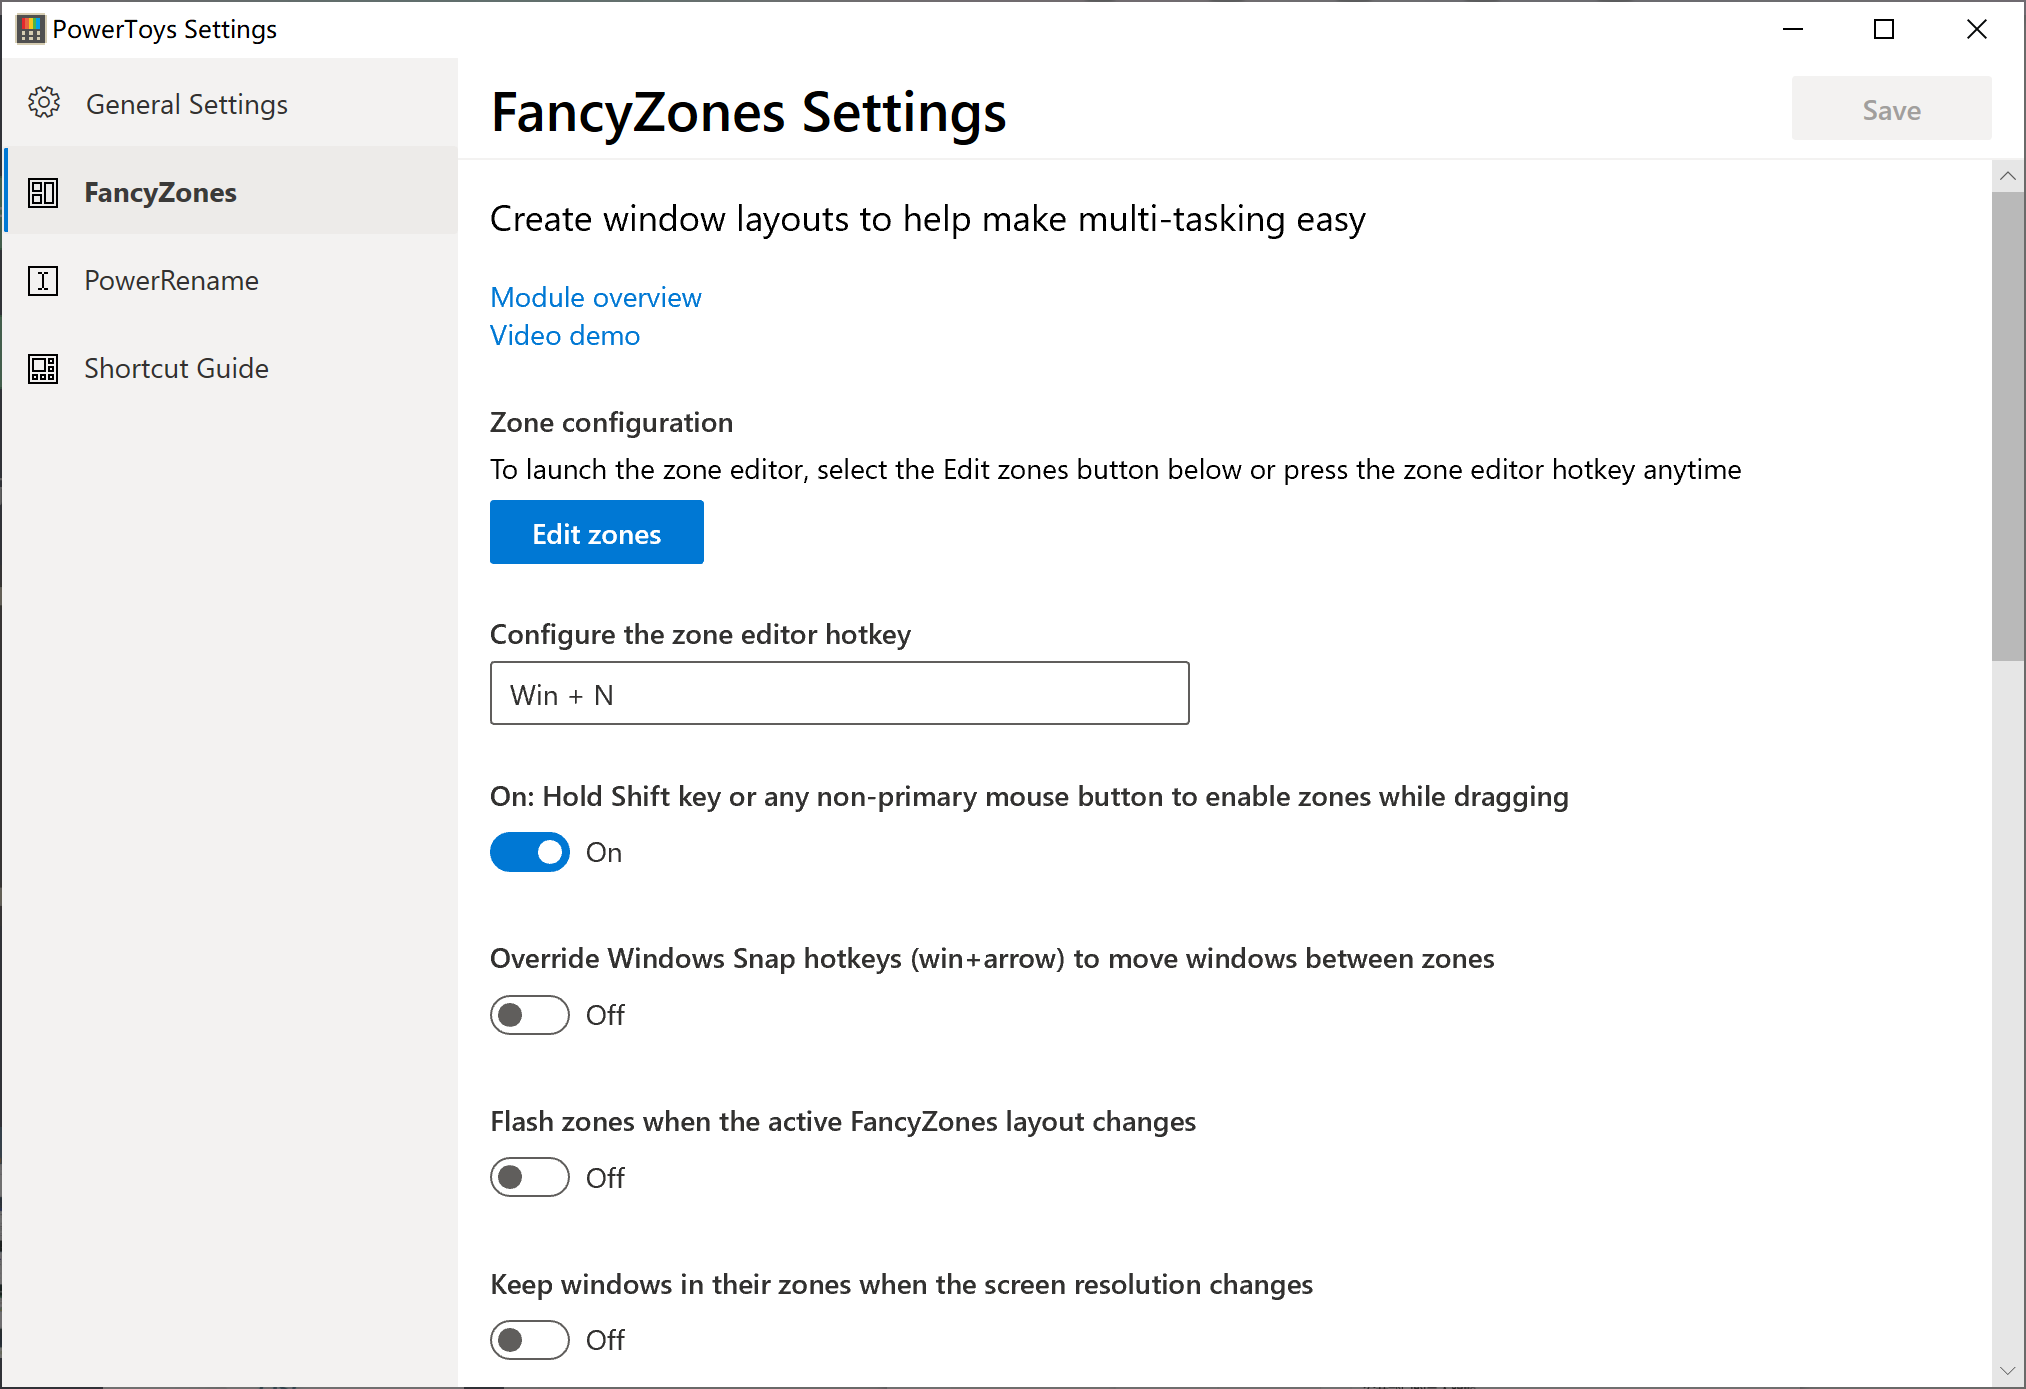 PowerToys Settings
General Settings
FancyZones
PowerRename
Shortcut Guide
FancyZones Settings
Save
Create window layouts to help make multi-tasking easy
Module overview
Video demo
Zone configuration
To launch the zone editor, select the Edit zones button below or press the zone editor hotkey anytime
Edit zones
Configure the zone editor hotkey
Win + N
On: Hold Shift key or any non-primary mouse button to enable zones while dragging
On
Override Windows Snap hotkeys (win+arrow) to move windows between zones
Off
Flash zones when the active FancyZones layout changes
Off
Keep windows in their zones when the screen resolution changes
Off